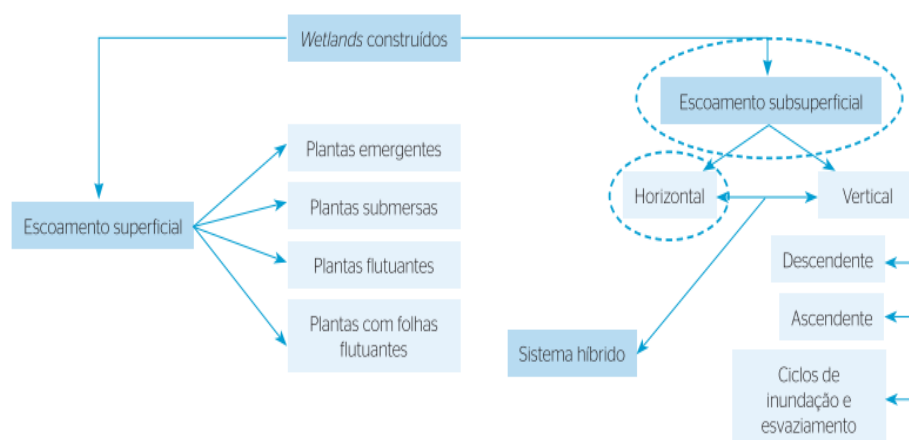 Wetlands construídos
Escoamento subsuperficial
Plantas emergentes
Horizontal
Vertical
Plantas submersas
Escoamento superficial
Plantas flutuantes
Descendente
Plantas com folhas
flutuantes
Ascendente
Sistema híbrido
Ciclos de
inundação e
esvaziamento